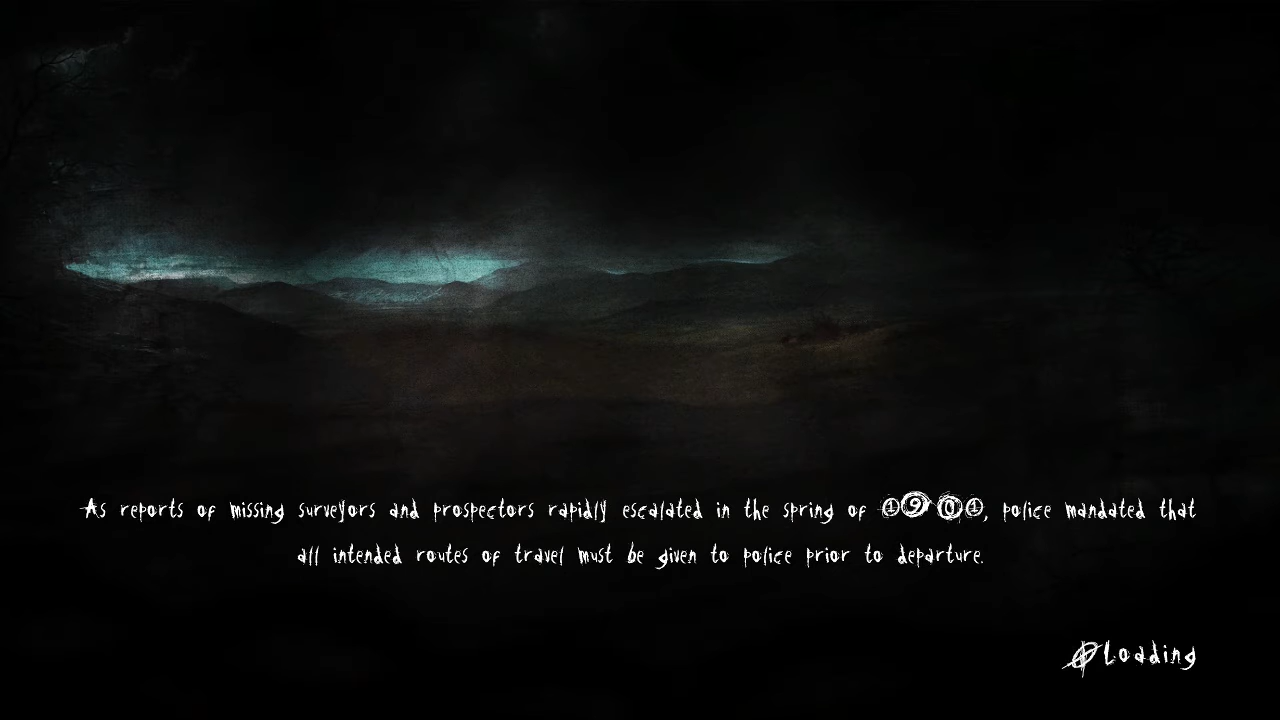 As reports of missing surveyors and prospectors rapidly escalated in the spring of 1901, police mandated that
all intended routes of travel must be given to police prior to departure.
Loading